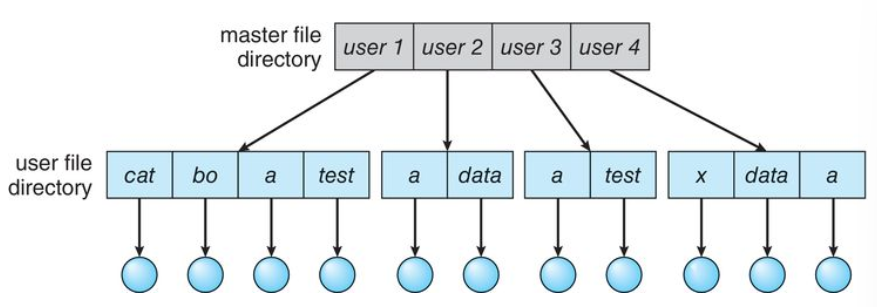 master file
directory
user 1 user 2 user 3 user 4
user file
directory
cat bo a test a data a test x data a